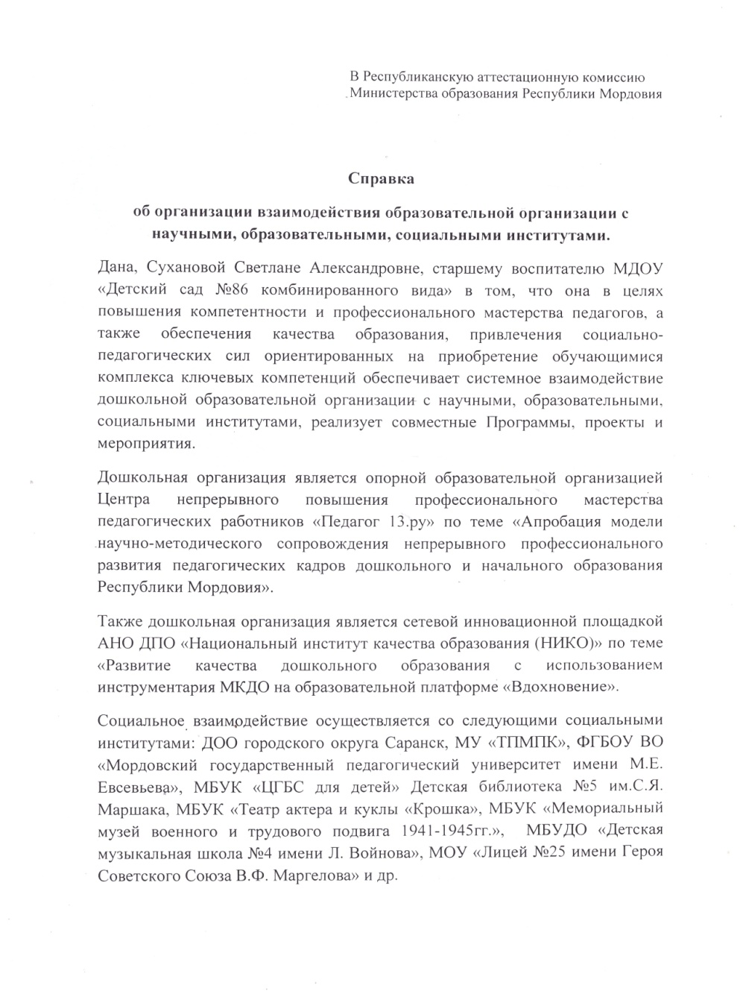 В Республиканскую аттестационную комиссию
Министерства образования Республики Мордовия
Справка
об организации взаимодействия образовательной организации с
научными, образовательными, социальными институтами.
Дана, Сухановой Светлане Александровне, старшему воспитателю МДОУ
«Детский сад №86 комбинированного вида» в том, что она в целях
повышения компетентности и профессионального мастерства педагогов, а
также обеспечения качества образования, привлечения социально-
педагогических сил ориентированных на приобретение обучающимися
комплекса ключевых компетенций обеспечивает системное взаимодействие
дошкольной образовательной организации с научными, образовательными,
социальными институтами, реализует совместные Программы, проекты и
мероприятия.
Дошкольная организация является опорной образовательной организацией
Центра непрерывного повышения профессионального мастерства
педагогических работников «Педагог 13.ру» по теме «Апробация модели
научно-методического сопровождения непрерывного профессионального
развития педагогических кадров дошкольного и начального образования
Республики Мордовия».
Также дошкольная организация является сетевой инновационной площадкой
АНО ДПО «Национальный институт качества образования (НИКО)» по теме
«Развитие качества дошкольного образования с использованием
инструментария МКДО на образовательной платформе «Вдохновение».
Социальное взаимодействие осуществляется со следующими социальными
институтами: ДОО городского округа Саранск, МУ «ТПМПК», ФГБОУ ВО
«Мордовский государственный педагогический университет имени М.Е.
Евсевьева», МБУК «ЦГБС для детей» Детская библиотека №5 им.С.Я.
Маршака, МБУК «Театр актера и куклы «Крошка», МБУК «Мемориальный
музей военного и трудового подвига 1941-1945гг.», МБУДО «Детская
музыкальная школа №4 имени Л. Войнова», МОУ «Лицей №25 имени Героя
Советского Союза В.Ф. Маргелова» и др.